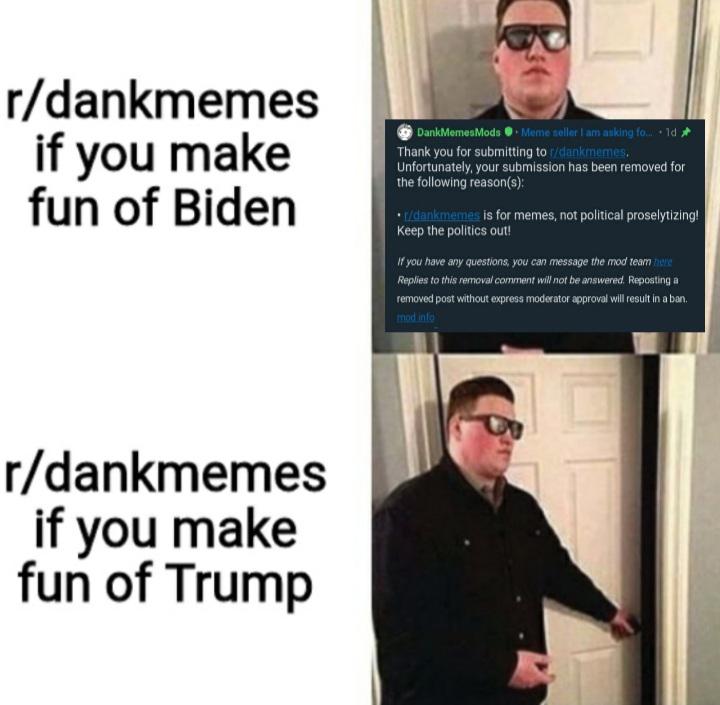 r/dankmemes
if you make
fun of Biden
DankMemesMods • Meme seller I am asking fo... • 1d
Thank you for submitting to r/dankmemes.
Unfortunately, your submission has been removed for
the following reason(s):
• r/dankmemes is for memes, not political proselytizing!
Keep the politics out!
If you have any questions, you can message the mod team here
Replies to this removal comment will not be answered. Reposting a
removed post without express moderator approval will result in a ban.
mod info
r/dankmemes
if you make
fun of Trump